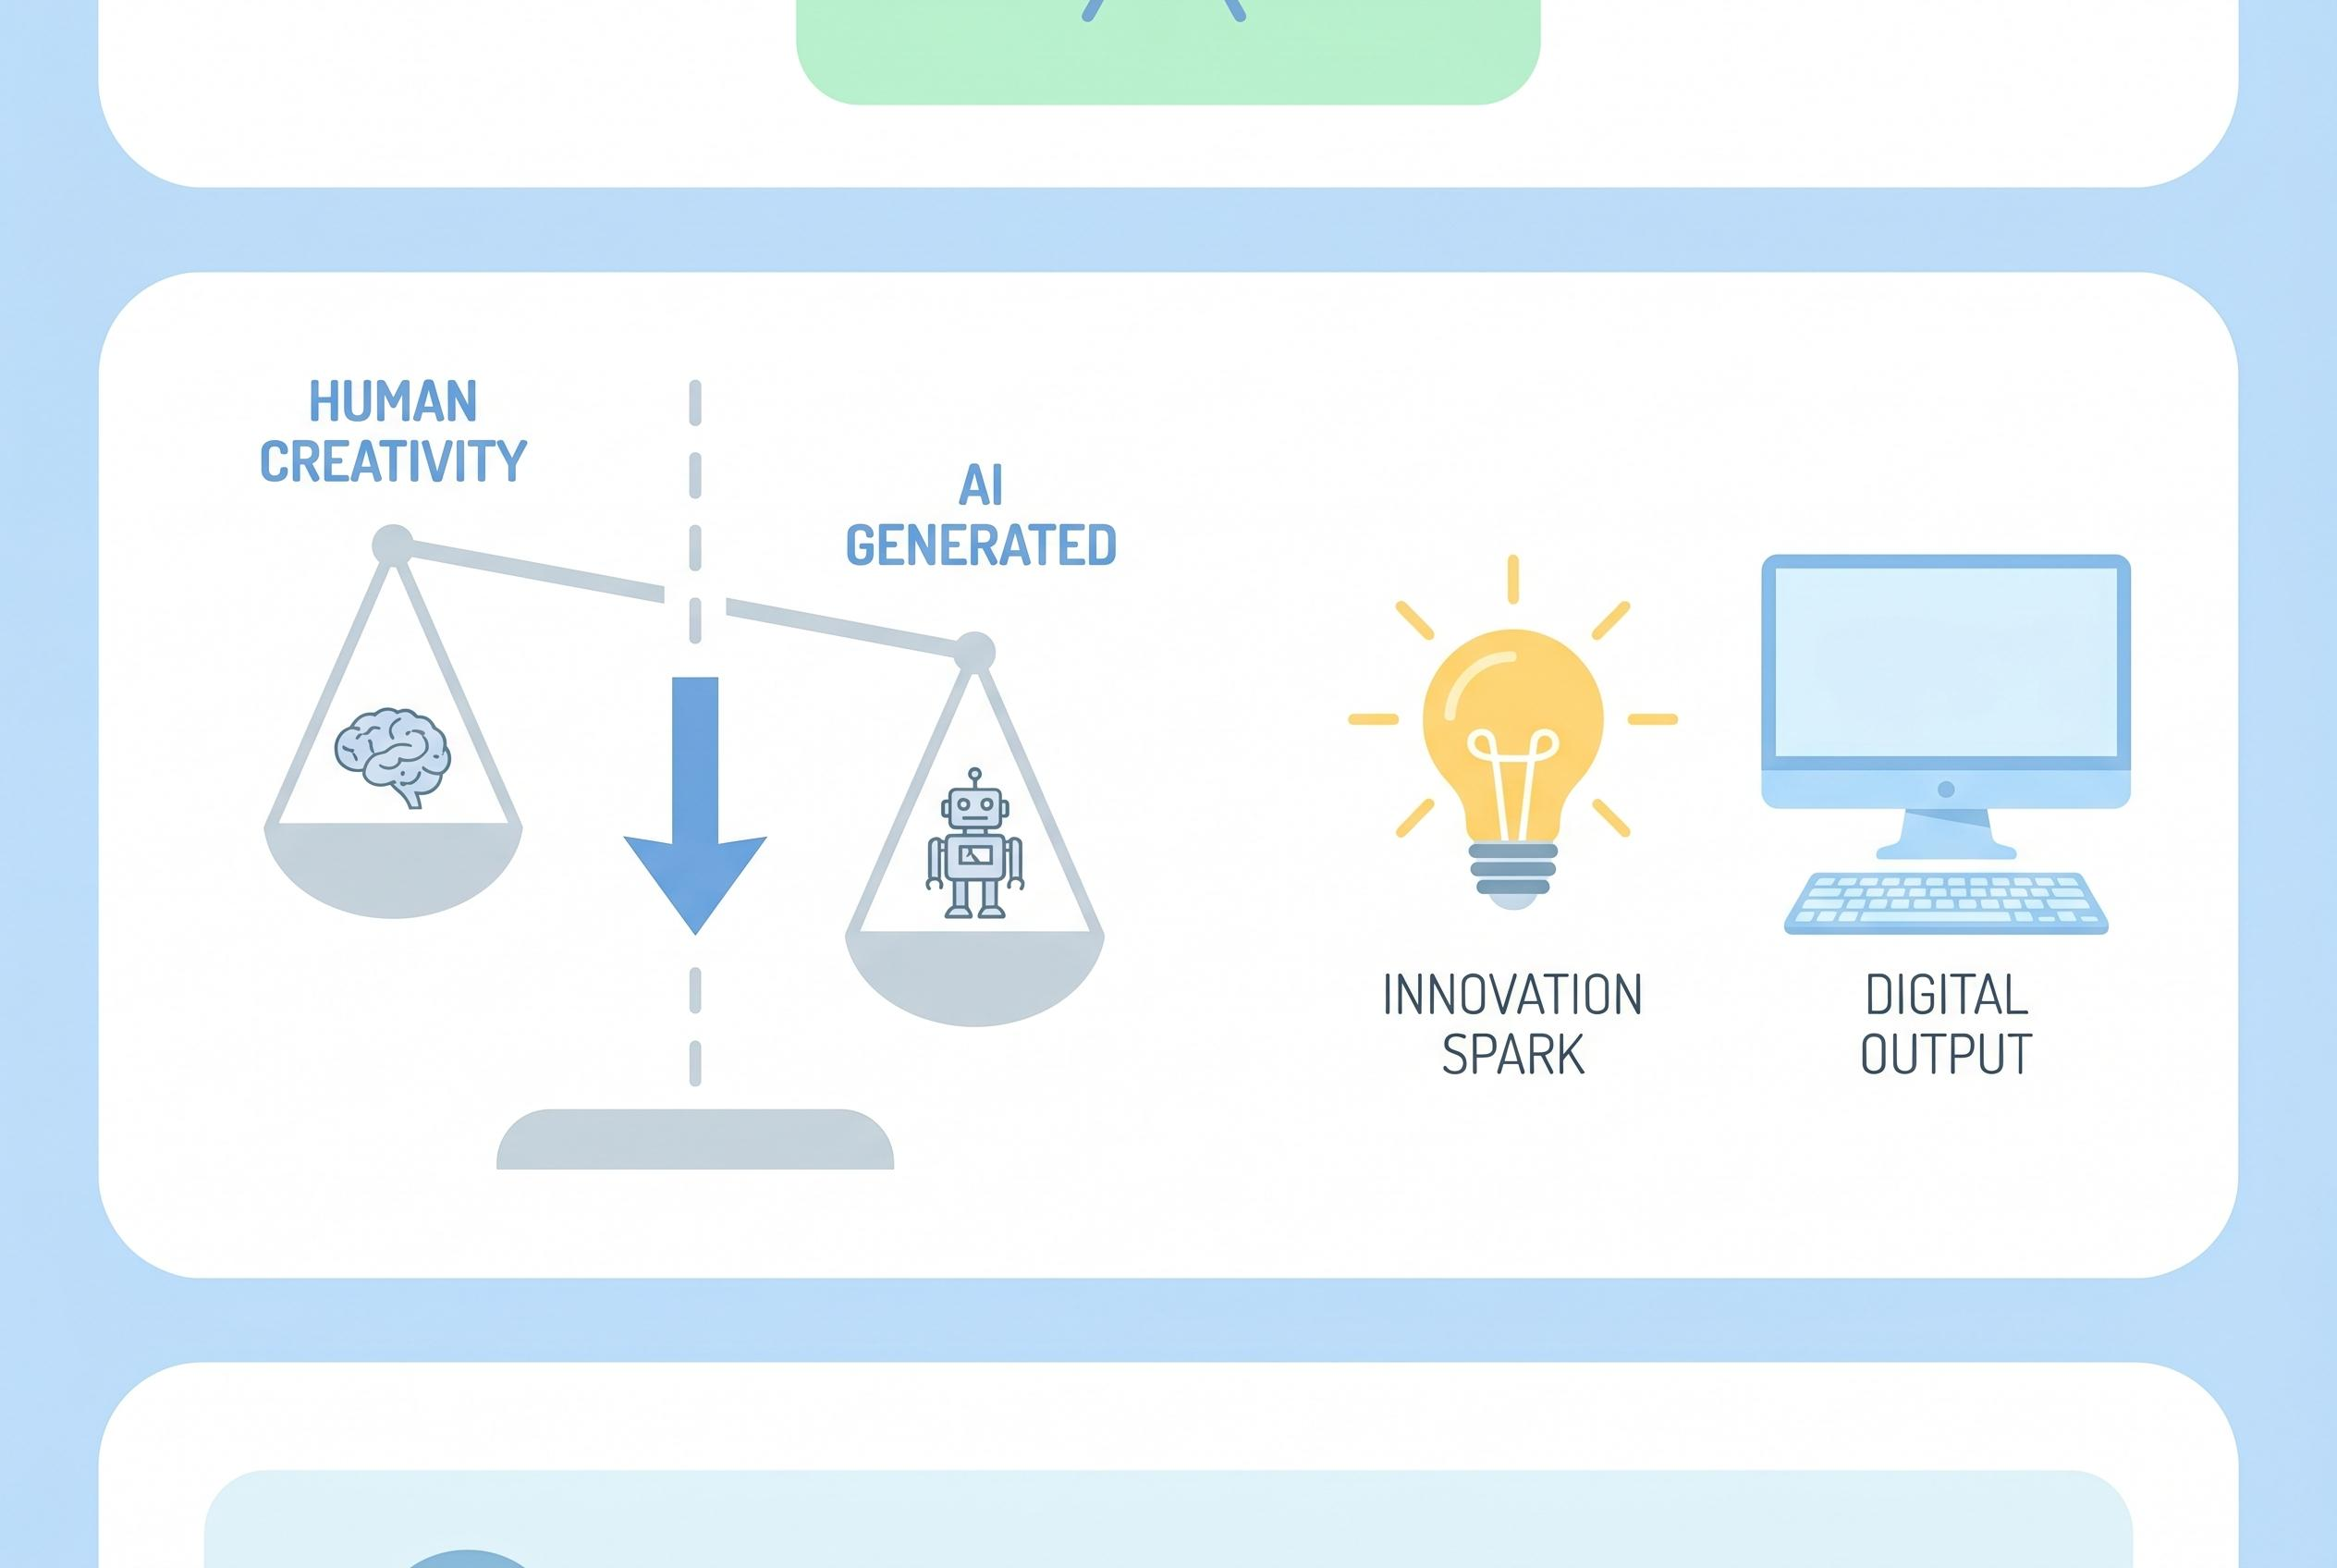 HUMAN
CREATIVITY
AI
GENERATED
INNOVATION
SPARK
DIGITAL
OUTPUT